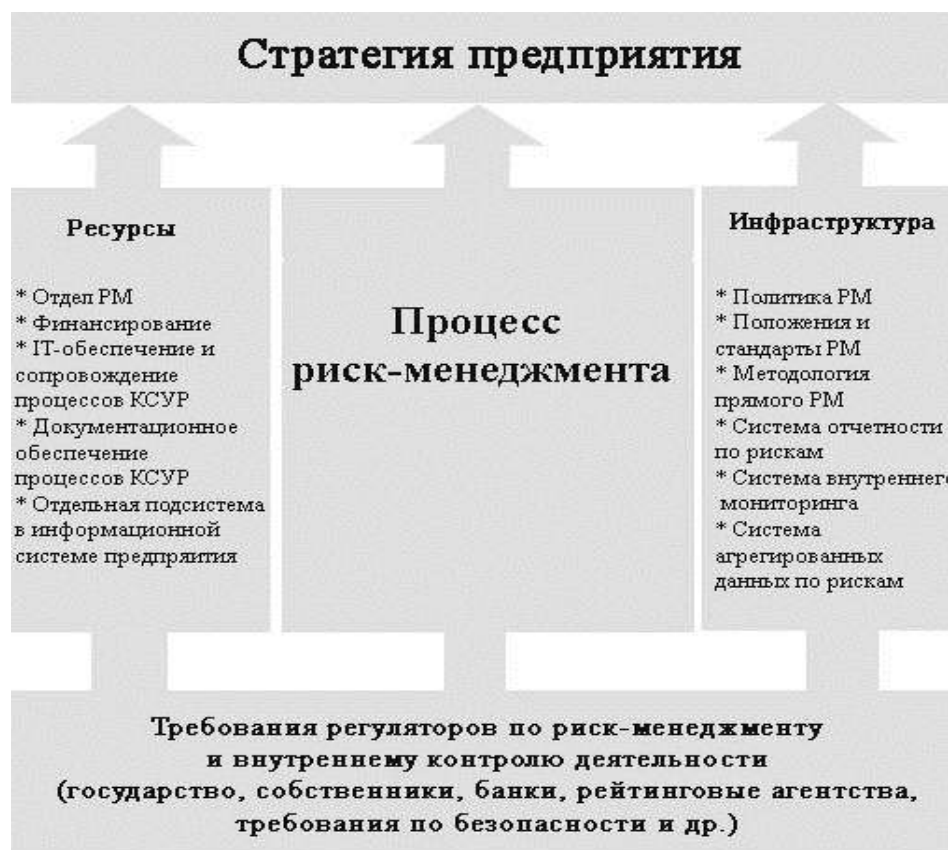 Стратегия предприятия
Ресурсы
* Отдел РМ
* Финансирование
* IT-обеспечение и
сопровождение
процессов КСУР
* Документационное
обеспечение
процессов КСУР
* Отдельная подсистема
в информационной
системе предпряития
Процесс
риск-менеджмента
Инфраструктура
* Политика РМ
* Положения и
стандарты РМ
* Методология
прямого РМ
* Система отчетности
по рискам
* Система внутреннег
мониторинга
* Система
агрегированных
данных по рискам
Требования регуляторов по риск-менеджменту
и внутреннему контролю деятельности
(государство, собственники, банки, рейтинговые агентства,
требования по безопасности и др.)